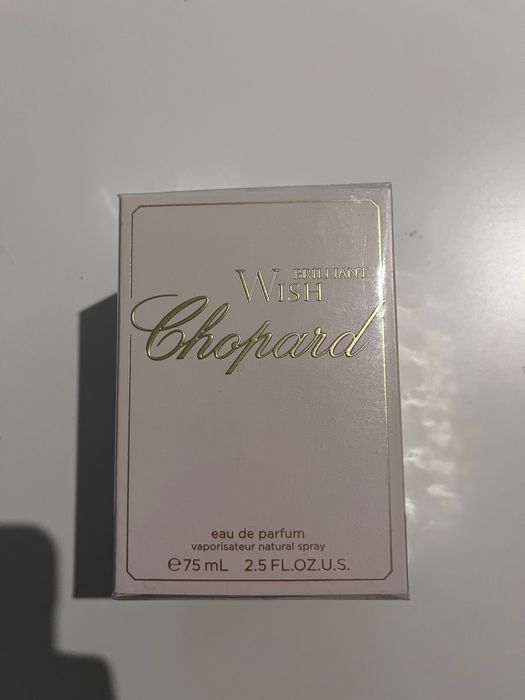 BRILLIANT
WISH
Chopard
eau de parfum
vaporisateur natural spray
℮75 mL 2.5 FL.OZ.U.S.